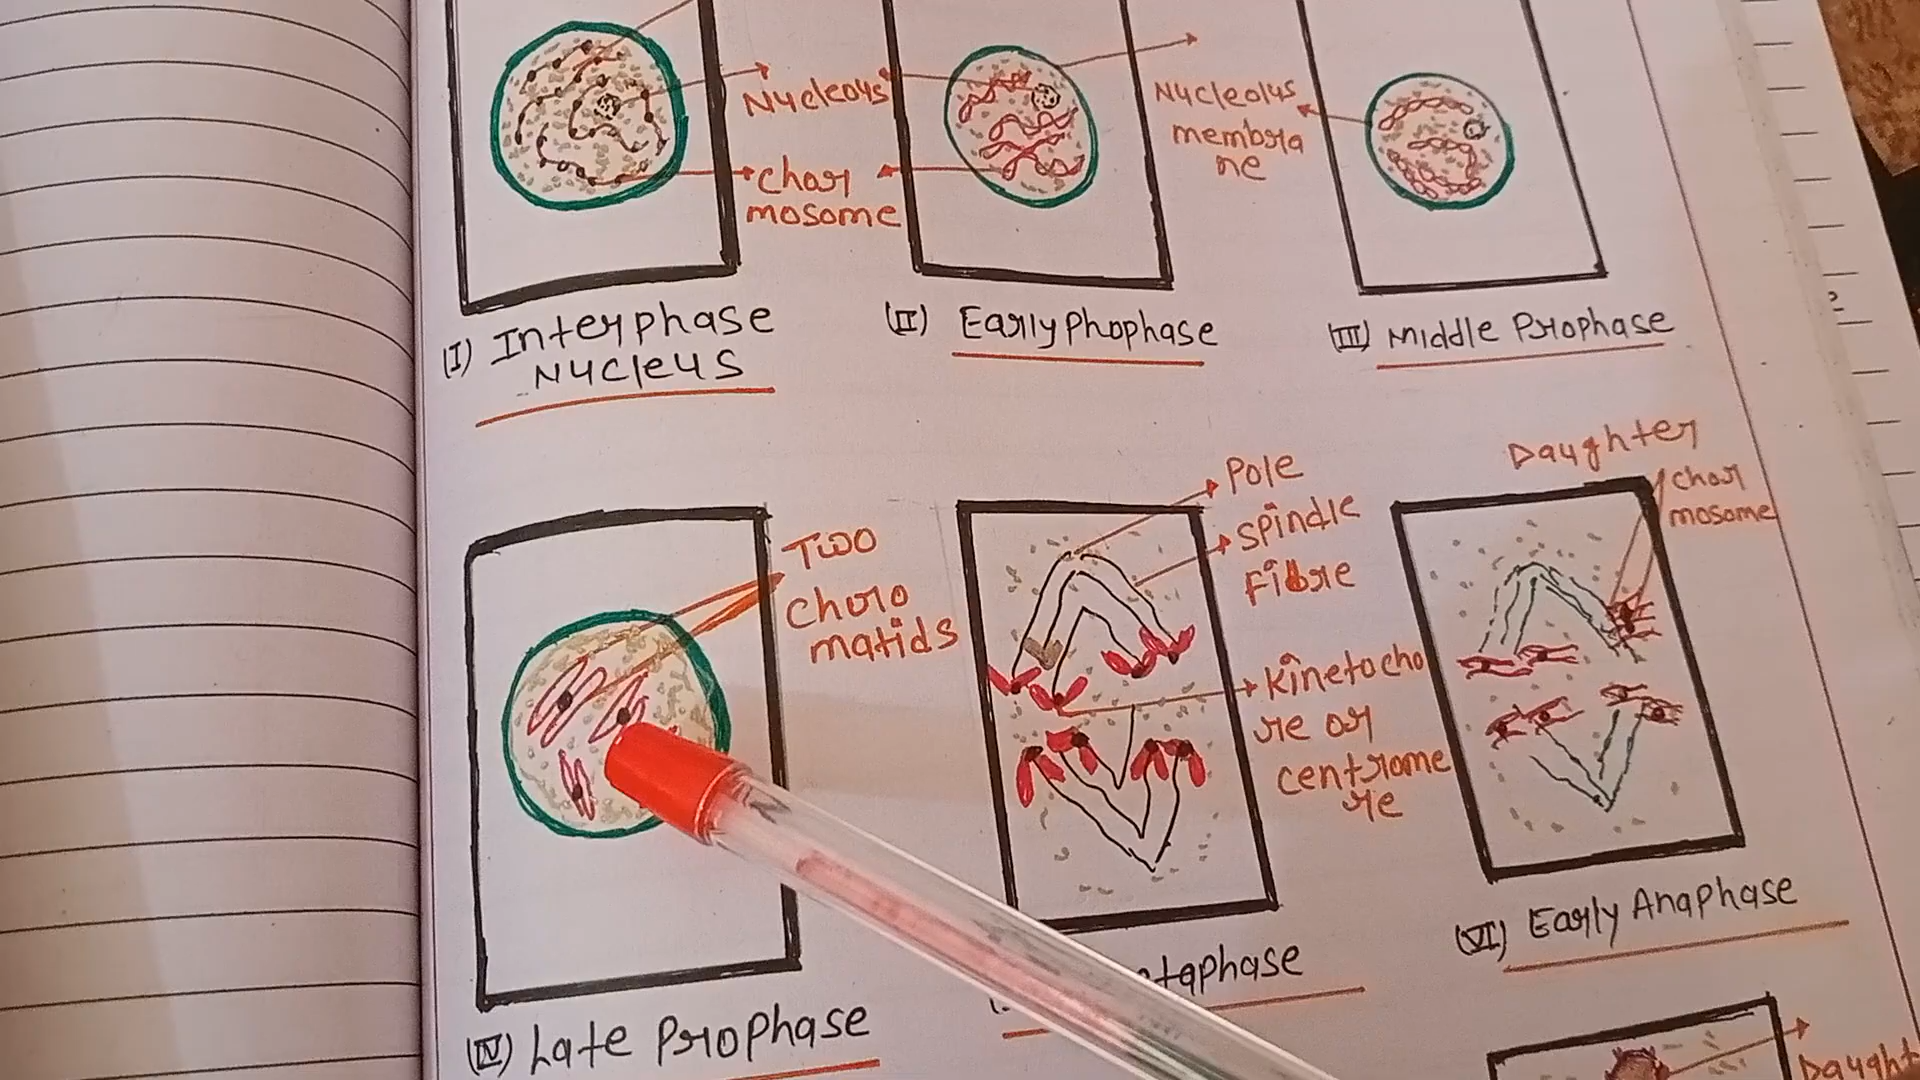 Nucleous
Nucleolus
membra
ne
Chor
mosome
(I) Interphase
Nucleus
(II) Early Phophase
(III) Middle Prophase
Two
Choro
matids
Pole
Spindle
Fibre
Kinetocho
re or
centrome
re
Daughter
Chor
mosome
(IV) Late Prophase
taphase
(VI) Early Anaphase
Daught